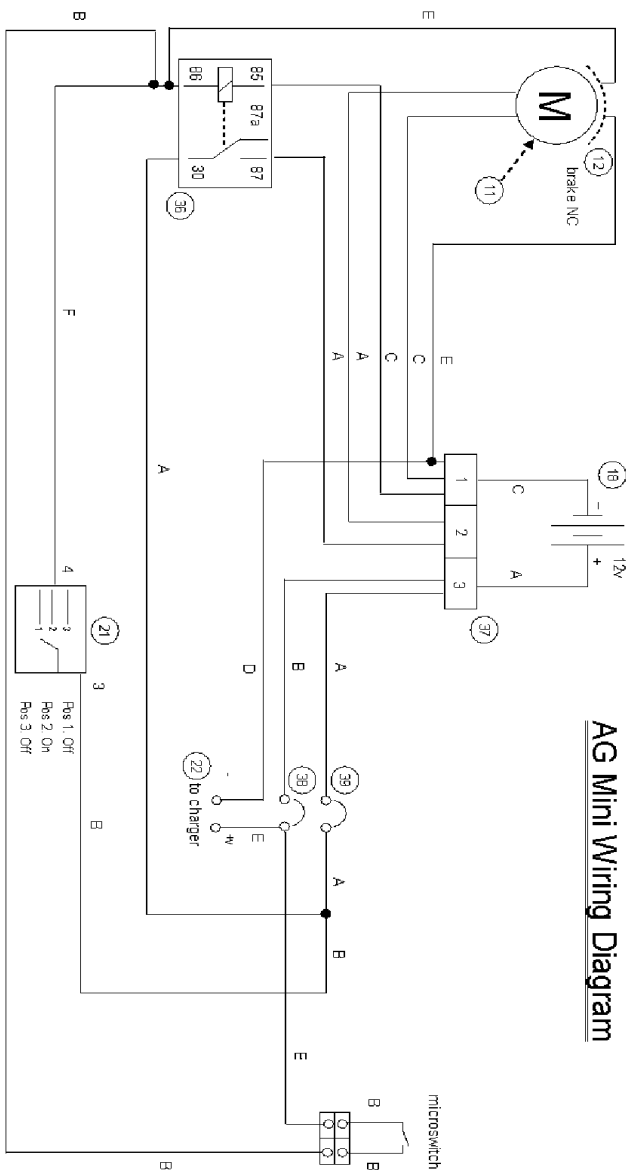 AG Mini Wiring Diagram
E
B
M
12
brake NC
11
86
85
87a
30
87
36
F
A
A
A
C
C
E
18
-
+
12v
C
A
1
2
3
37
D
B
A
4
21
3
2
1
3
Pos 1. Off
Pos 2. On
Pos 3. Off
B
22
to charger
-
+v
E
38
39
A
B
E
microswitch
B
B
B